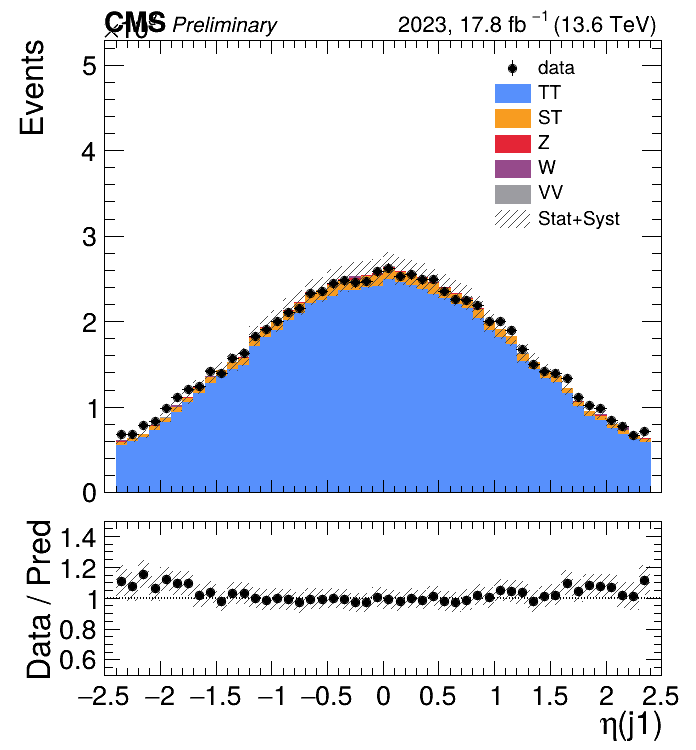 CMS Preliminary 2023, 17.8 fb⁻¹ (13.6 TeV)
Events
5
4
3
2
1
0
data
TT
ST
Z
W
VV
Stat+Syst
Data / Pred
1.4
1.2
1
0.8
0.6
−2.5 −2 −1.5 −1 −0.5 0 0.5 1 1.5 2 2.5
η(j1)